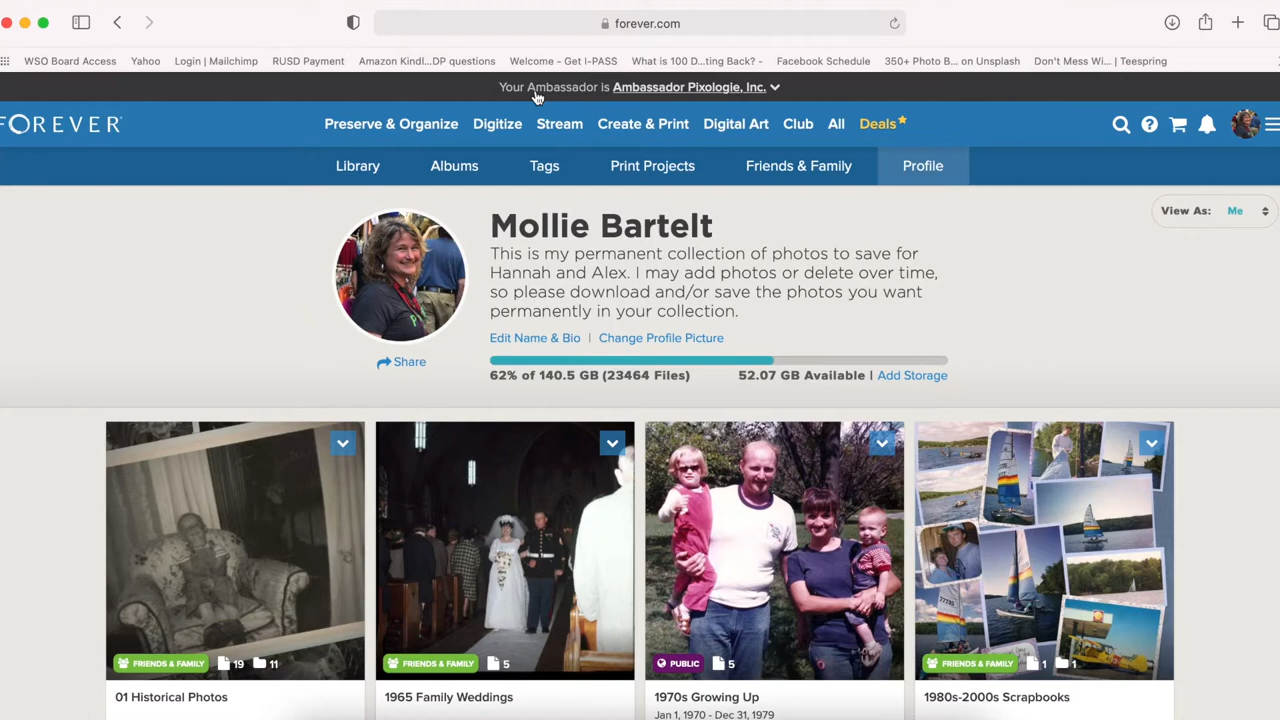 forever.com
WSO Board Access Yahoo Login | Mailchimp RUSD Payment Amazon Kindl...DP questions Welcome - Get I-PASS What is 100 D...ting Back? - Facebook Schedule 350+ Photo B... on Unsplash Don't Mess Wi... | Teespring
Your Ambassador is Ambassador Pixologie, Inc.
FOREVER Preserve & Organize Digitize Stream Create & Print Digital Art Club All Deals
Library Albums Tags Print Projects Friends & Family Profile
View As: Me
Mollie Bartelt
This is my permanent collection of photos to save for
Hannah and Alex. I may add photos or delete over time,
so please download and/or save the photos you want
permanently in your collection.
Edit Name & Bio | Change Profile Picture
Share
62% of 140.5 GB (23464 Files) 52.07 GB Available | Add Storage
FRIENDS & FAMILY 19 11
FRIENDS & FAMILY 5
PUBLIC 5
FRIENDS & FAMILY 1 1
01 Historical Photos
1965 Family Weddings
1970s Growing Up
Jan 1, 1970 - Dec 31, 1979
1980s-2000s Scrapbooks